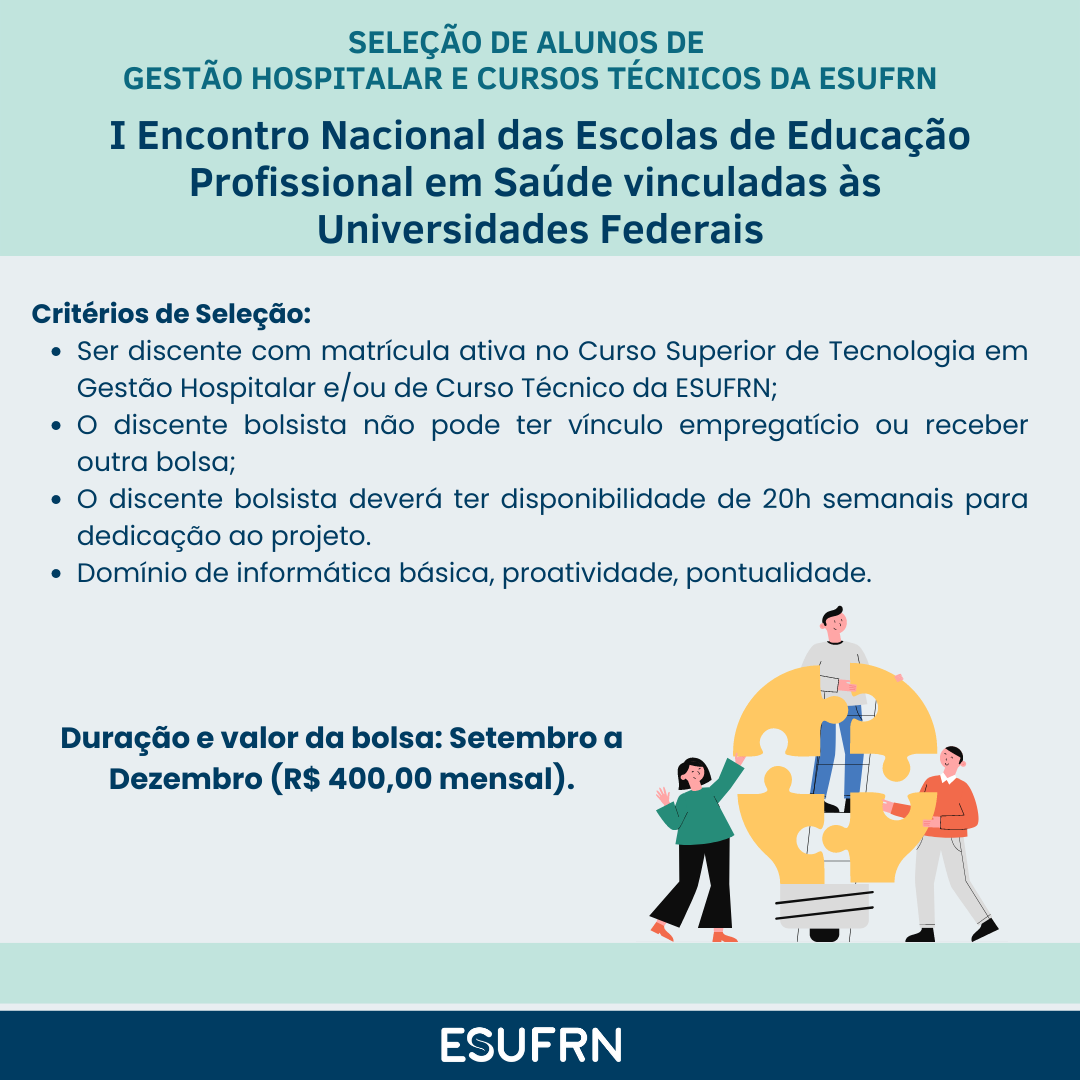 SELEÇÃO DE ALUNOS DE
GESTÃO HOSPITALAR E CURSOS TÉCNICOS DA ESUFRN
I Encontro Nacional das Escolas de Educação
Profissional em Saúde vinculadas às
Universidades Federais
Critérios de Seleção:
• Ser discente com matrícula ativa no Curso Superior de Tecnologia em
Gestão Hospitalar e/ou de Curso Técnico da ESUFRN;
• O discente bolsista não pode ter vínculo empregatício ou receber
outra bolsa;
• O discente bolsista deverá ter disponibilidade de 20h semanais para
dedicação ao projeto.
• Domínio de informática básica, proatividade, pontualidade.
Duração e valor da bolsa: Setembro a
Dezembro (R$ 400,00 mensal).
ESUFRN